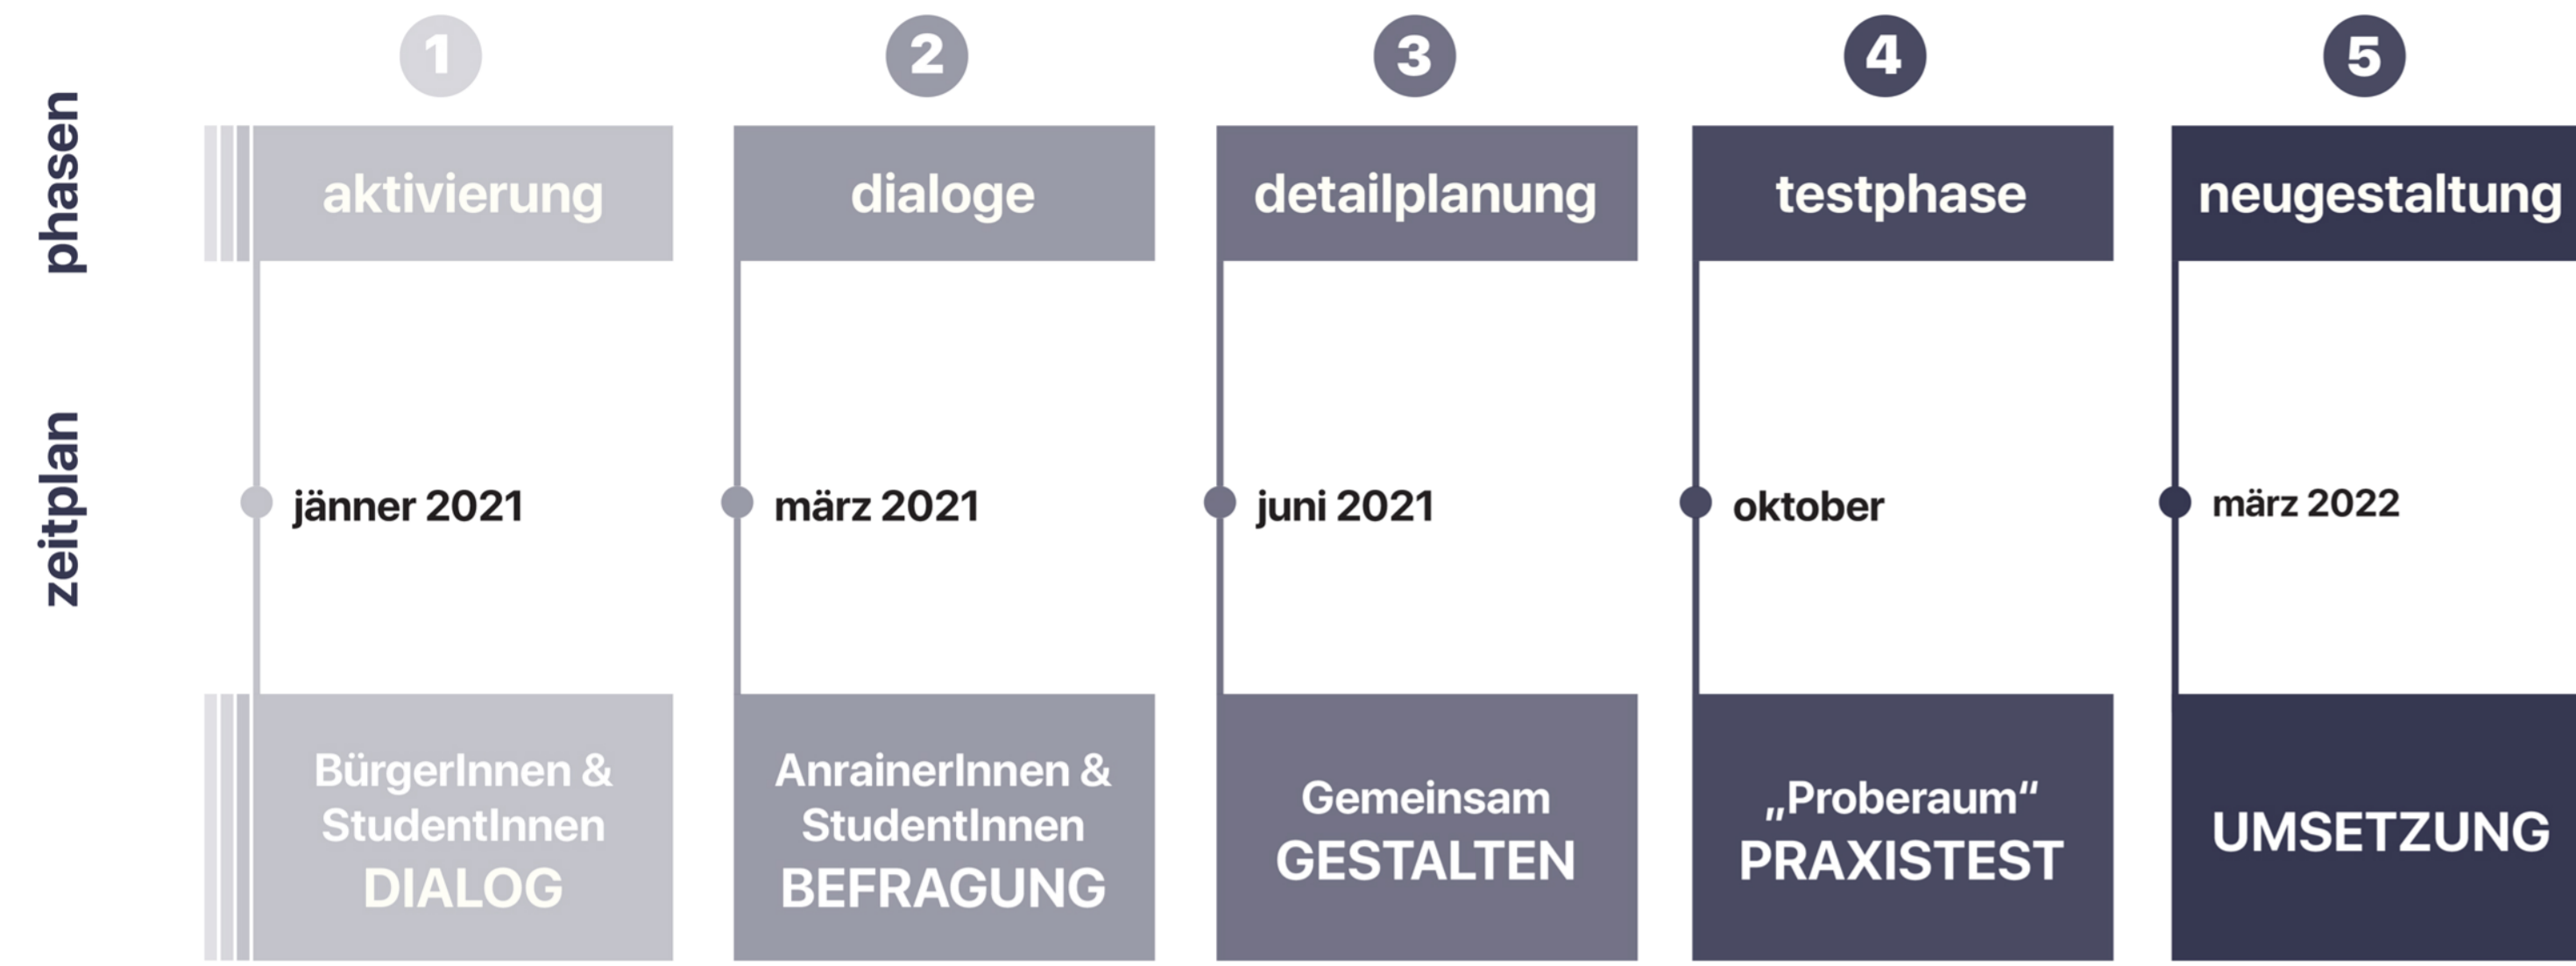 1
2
3
4
5
phasen
aktivierung
dialoge
detailplanung
testphase
neugestaltung
zeitplan
jänner 2021
märz 2021
juni 2021
oktober
märz 2022
BürgerInnen &
StudentInnen
DIALOG
AnrainerInnen &
StudentInnen
BEFRAGUNG
Gemeinsam
GESTALTEN
„Proberaum“
PRAXISTEST
UMSETZUNG